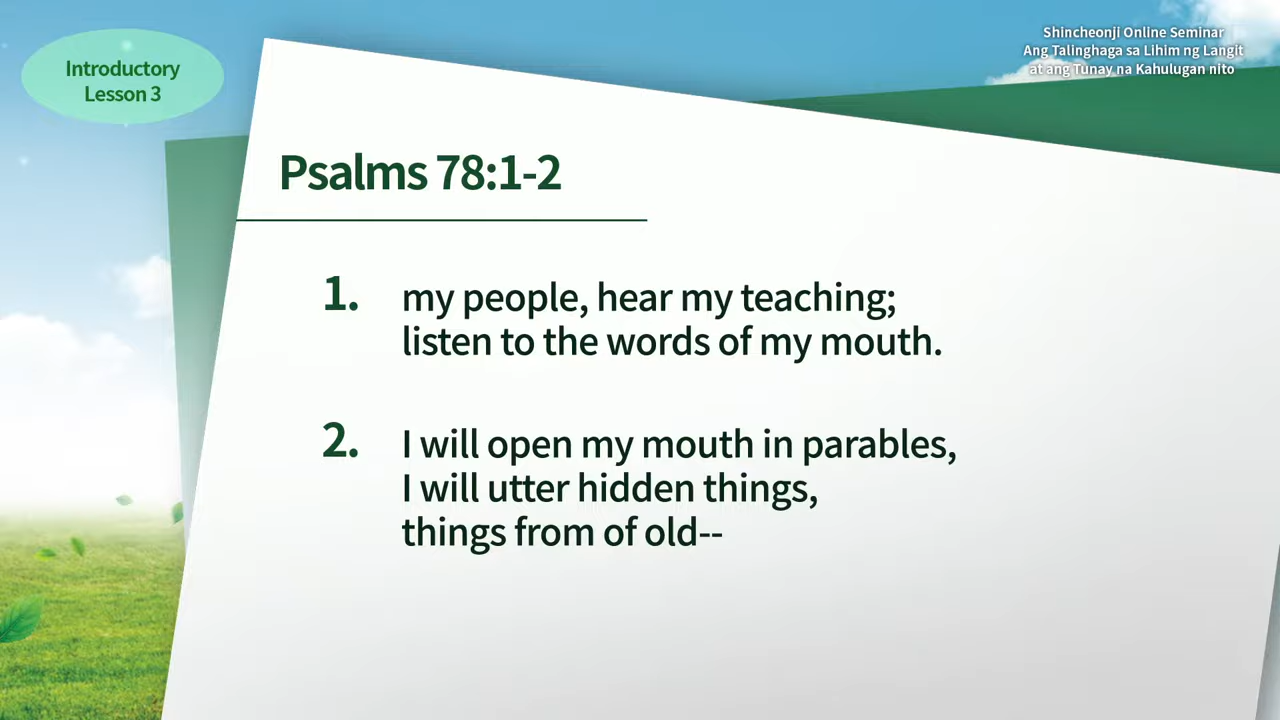 Introductory
Lesson 3
Shincheonji Online Seminar
Ang Talinghaga sa Lihim ng Langit
at ang Tunay na Kahulugan nito
Psalms 78:1-2
1. my people, hear my teaching;
listen to the words of my mouth.
2. I will open my mouth in parables,
I will utter hidden things,
things from of old--